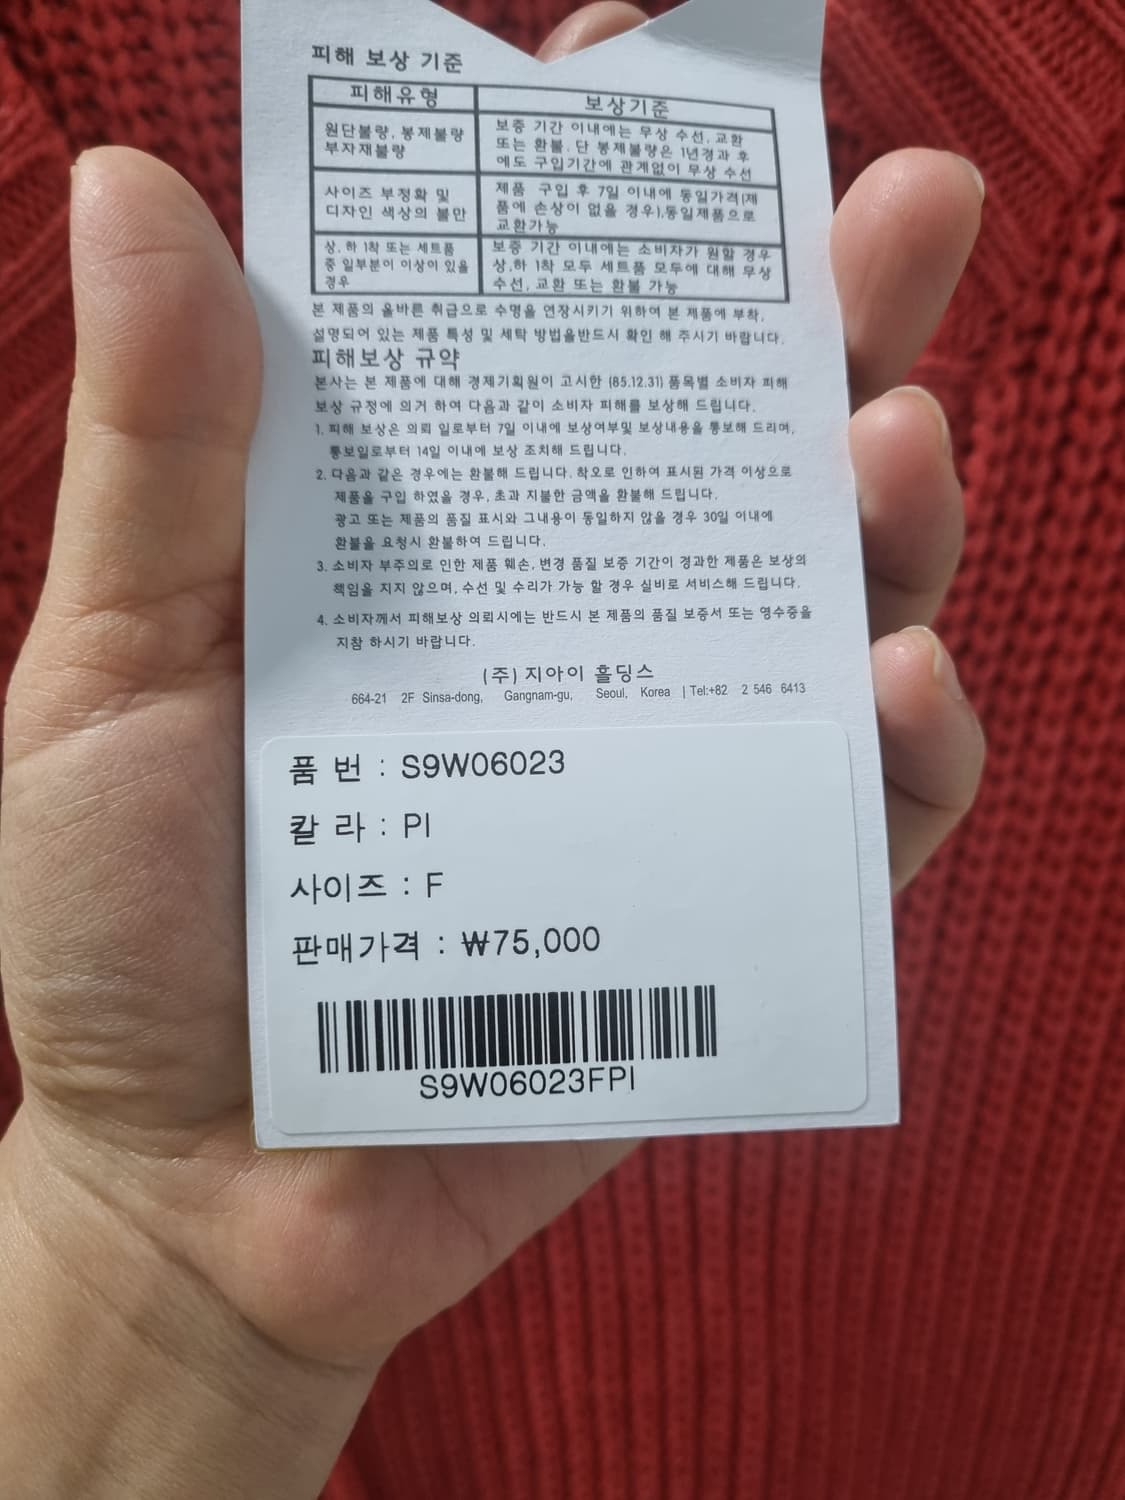 피해 보상 기준
피해유형
보상기준
원단불량, 봉제불량
부자재불량
보증 기간 이내에는 무상 수선, 교환
또는 환불. 단 봉제불량은 1년경과 후
에도 구입기간에 관계없이 무상 수선
사이즈 부정확 및
디자인 색상의 불만
제품 구입 후 7일 이내에 동일가격(제
품에 손상이 없을 경우),동일제품으로
교환가능
상, 하 1착 또는 세트품
중 일부분이 이상이 있을
경우
보증 기간 이내에는 소비자가 원할 경우
상,하 1착 모두 세트품 모두에 대해 무상
수선, 교환 또는 환불 가능
본 제품의 올바른 취급으로 수명을 연장시키기 위하여 본 제품에 부착,
설명되어 있는 제품 특성 및 세탁 방법을반드시 확인 해 주시기 바랍니다.
피해보상 규약
본사는 본 제품에 대해 경제기획원이 고시한 (85.12.31) 품목별 소비자 피해
보상 규정에 의거 하여 다음과 같이 소비자 피해를 보상해 드립니다.
1. 피해 보상은 의뢰 일로부터 7일 이내에 보상여부및 보상내용을 통보해 드리며,
통보일로부터 14일 이내에 보상 조치해 드립니다.
2. 다음과 같은 경우에는 환불해 드립니다. 착오로 인하여 표시된 가격 이상으로
제품을 구입 하였을 경우, 초과 지불한 금액을 환불해 드립니다.
광고 또는 제품의 품질 표시와 그내용이 동일하지 않을 경우 30일 이내에
환불을 요청시 환불하여 드립니다.
3. 소비자 부주의로 인한 제품 훼손, 변경 품질 보증 기간이 경과한 제품은 보상의
책임을 지지 않으며, 수선 및 수리가 가능 할 경우 실비로 서비스해 드립니다.
4. 소비자께서 피해보상 의뢰시에는 반드시 본 제품의 품질 보증서 또는 영수증을
지참 하시기 바랍니다.
(주) 지아이 홀딩스
664-21 2F Sinsa-dong, Gangnam-gu, Seoul, Korea | Tel:+82 2 546 6413
품 번 : S9W06023
칼 라 : PI
사이즈 : F
판매가격 : ₩75,000
S9W06023FPI